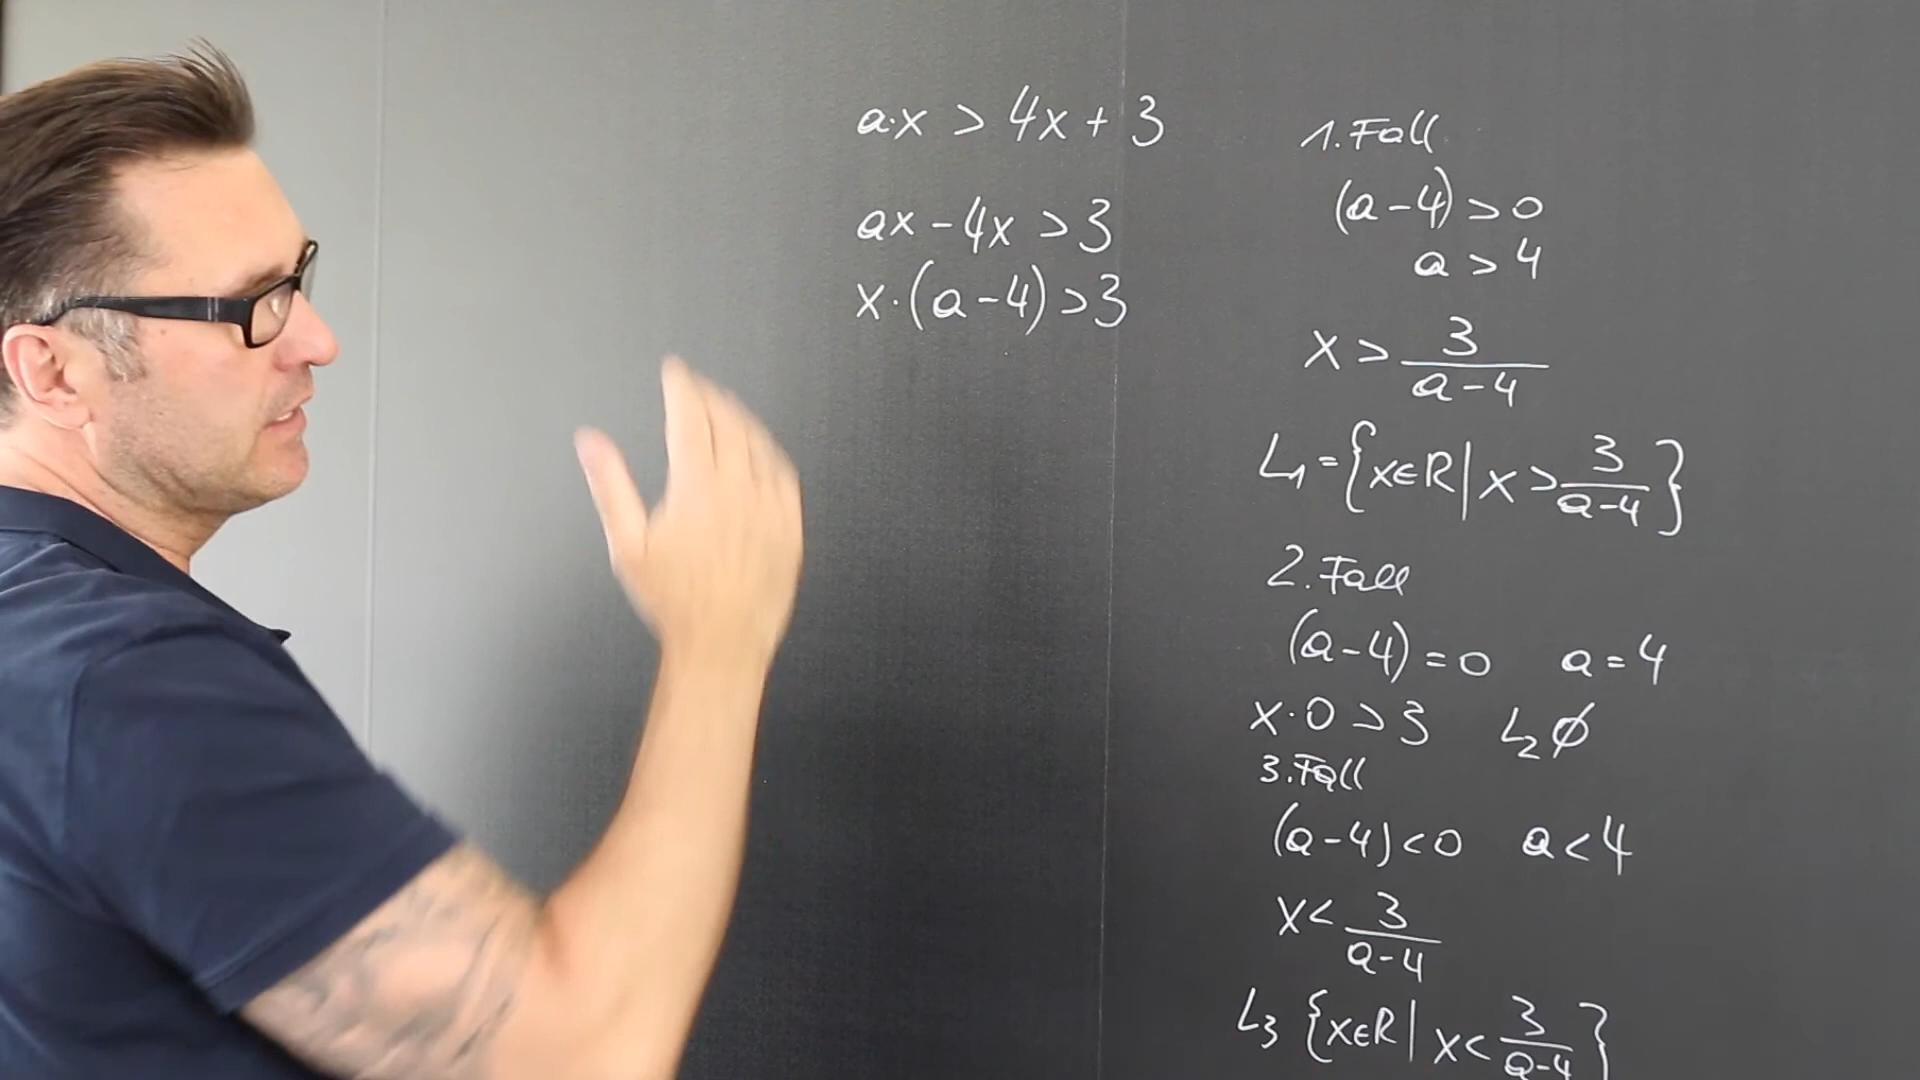 a·x > 4x + 3
ax - 4x > 3
x·(a-4) > 3
1. Fall
(a-4) > 0
a > 4
x > 3/(a-4)
L₁ = {x∈R | x > 3/(a-4)}
2. Fall
(a-4) = 0 a = 4
x·0 > 3 L₂ ∅
3. Fall
(a-4) < 0 a < 4
x < 3/(a-4)
L₃ {x∈R | x < 3/(a-4)}